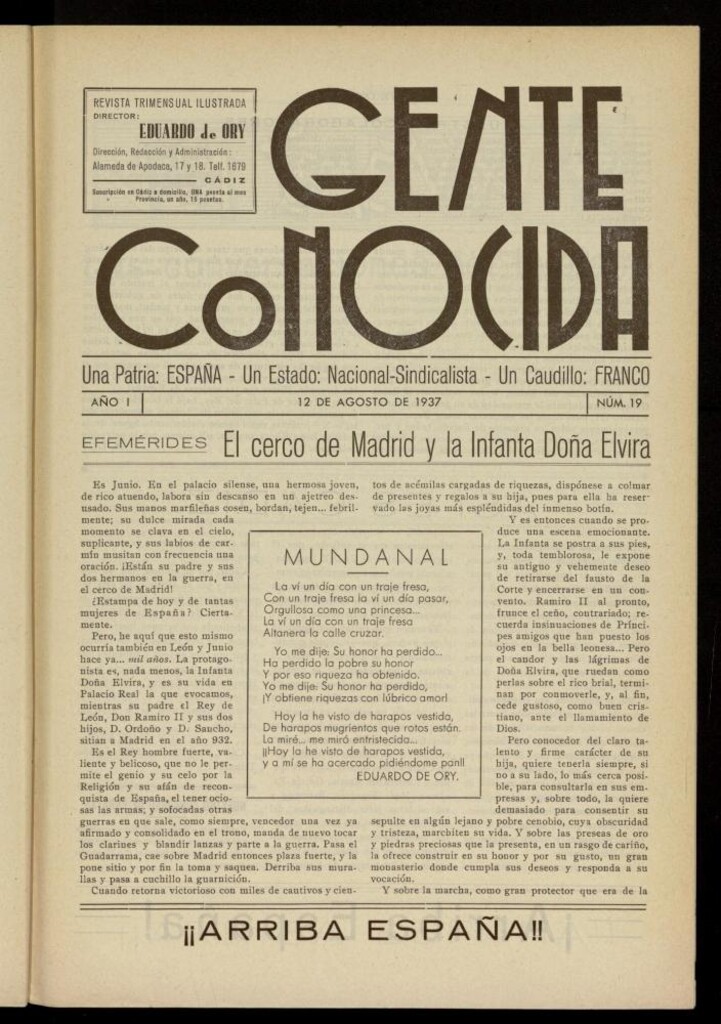 REVISTA TRIMENSUAL ILUSTRADA
DIRECTOR:
EDUARDO de ORY
Dirección, Redacción y Administración:
Alameda de Apodaca, 17 y 18. Telf. 1679
CÁDIZ
Suscripción en Cádiz a domicilio, UNA peseta al mes
Provincia, un año, 15 pesetas.
GENTE
CONOCIDA
Una Patria: ESPAÑA - Un Estado: Nacional-Sindicalista - Un Caudillo: FRANCO
AÑO I
12 DE AGOSTO DE 1937
NÚM. 19
EFEMÉRIDES El cerco de Madrid y la Infanta Doña Elvira
Es Junio. En el palacio silense, una hermosa joven,
de rico atuendo, labora sin descanso en un ajetreo des-
usado. Sus manos marfileñas cosen, bordan, tejen... febril-
mente; su dulce mirada cada
momento se clava en el cielo,
suplicante, y sus labios de car-
mín musitan con frecuencia una
oración. ¡Están su padre y sus
dos hermanos en la guerra, en
el cerco de Madrid!
¿Estampa de hoy y de tantas
mujeres de España? Cierta-
mente.
Pero, he aquí que esto mismo
ocurría también en León y Junio
hace ya... mil años. La protago-
nista es, nada menos, la Infanta
Doña Elvira, y es su vida en
Palacio Real la que evocamos,
mientras su padre el Rey de
León, Don Ramiro II y sus dos
hijos, D. Ordoño y D. Sancho,
sitian a Madrid en el año 932.
Es el Rey hombre fuerte, va-
liente y belicoso, que no le per-
mite el genio y su celo por la
Religión y su afán de recon-
quista de España, el tener ocio-
sas las armas; y sofocadas otras
guerras en que sale, como siempre, vencedor una vez ya
afirmado y consolidado en el trono, manda de nuevo tocar
los clarines y blandir lanzas y parte a la guerra. Pasa el
Guadarrama, cae sobre Madrid entonces plaza fuerte, y la
pone sitio y por fin la toma y saquea. Derriba sus mura-
llas y pasa a cuchillo la guarnición.
Cuando retorna victorioso con miles de cautivos y cien-
MUNDANAL
La ví un día con un traje fresa,
Con un traje fresa la ví un día pasar,
Orgullosa como una princesa...
La ví un día con un traje fresa
Altanera la calle cruzar.
Yo me dije: Su honor ha perdido...
Ha perdido la pobre su honor
Y por eso riqueza ha obtenido.
Yo me dije: Su honor ha perdido,
¡Y obtiene riquezas con lúbrico amor!
Hoy la he visto de harapos vestida,
De harapos mugrientos que rotos están.
La miré... me miró entristecida...
¡¡Hoy la he visto de harapos vestida,
y a mí se ha acercado pidiéndome pan!!
EDUARDO DE ORY.
tos de acémilas cargadas de riquezas, dispónese a colmar
de presentes y regalos a su hija, pues para ella ha reser-
vado las joyas más espléndidas del inmenso botín.
Y es entonces cuando se pro-
duce una escena emocionante.
La Infanta se postra a sus pies,
y, toda temblorosa, le expone
su antiguo y vehemente deseo
de retirarse del fausto de la
Corte y encerrarse en un con-
vento. Ramiro II al pronto,
frunce el ceño, contrariado; re-
cuerda insinuaciones de Prínci-
pes amigos que han puesto los
ojos en la bella leonesa... Pero
el candor y las lágrimas de
Doña Elvira, que ruedan como
perlas sobre el rico brial, termi-
nan por conmoverle, y, al fin,
cede gustoso, como buen cris-
tiano, ante el llamamiento de
Dios.
Pero conocedor del claro ta-
lento y firme carácter de su
hija, quiere tenerla siempre, si
no a su lado, lo más cerca posi-
ble, para consultarla en sus em-
presas y, sobre todo, la quiere
demasiado para consentir su
sepulte en algún lejano y pobre cenobio, cuya obscuridad
y tristeza, marchiten su vida. Y sobre las preseas de oro
y piedras preciosas que la presenta, en un rasgo de cariño,
la ofrece construir en su honor y por su gusto, un gran
monasterio donde cumpla sus deseos y responda a su
vocación.
Y sobre la marcha, como gran protector que era de la
¡¡ARRIBA ESPAÑA!!